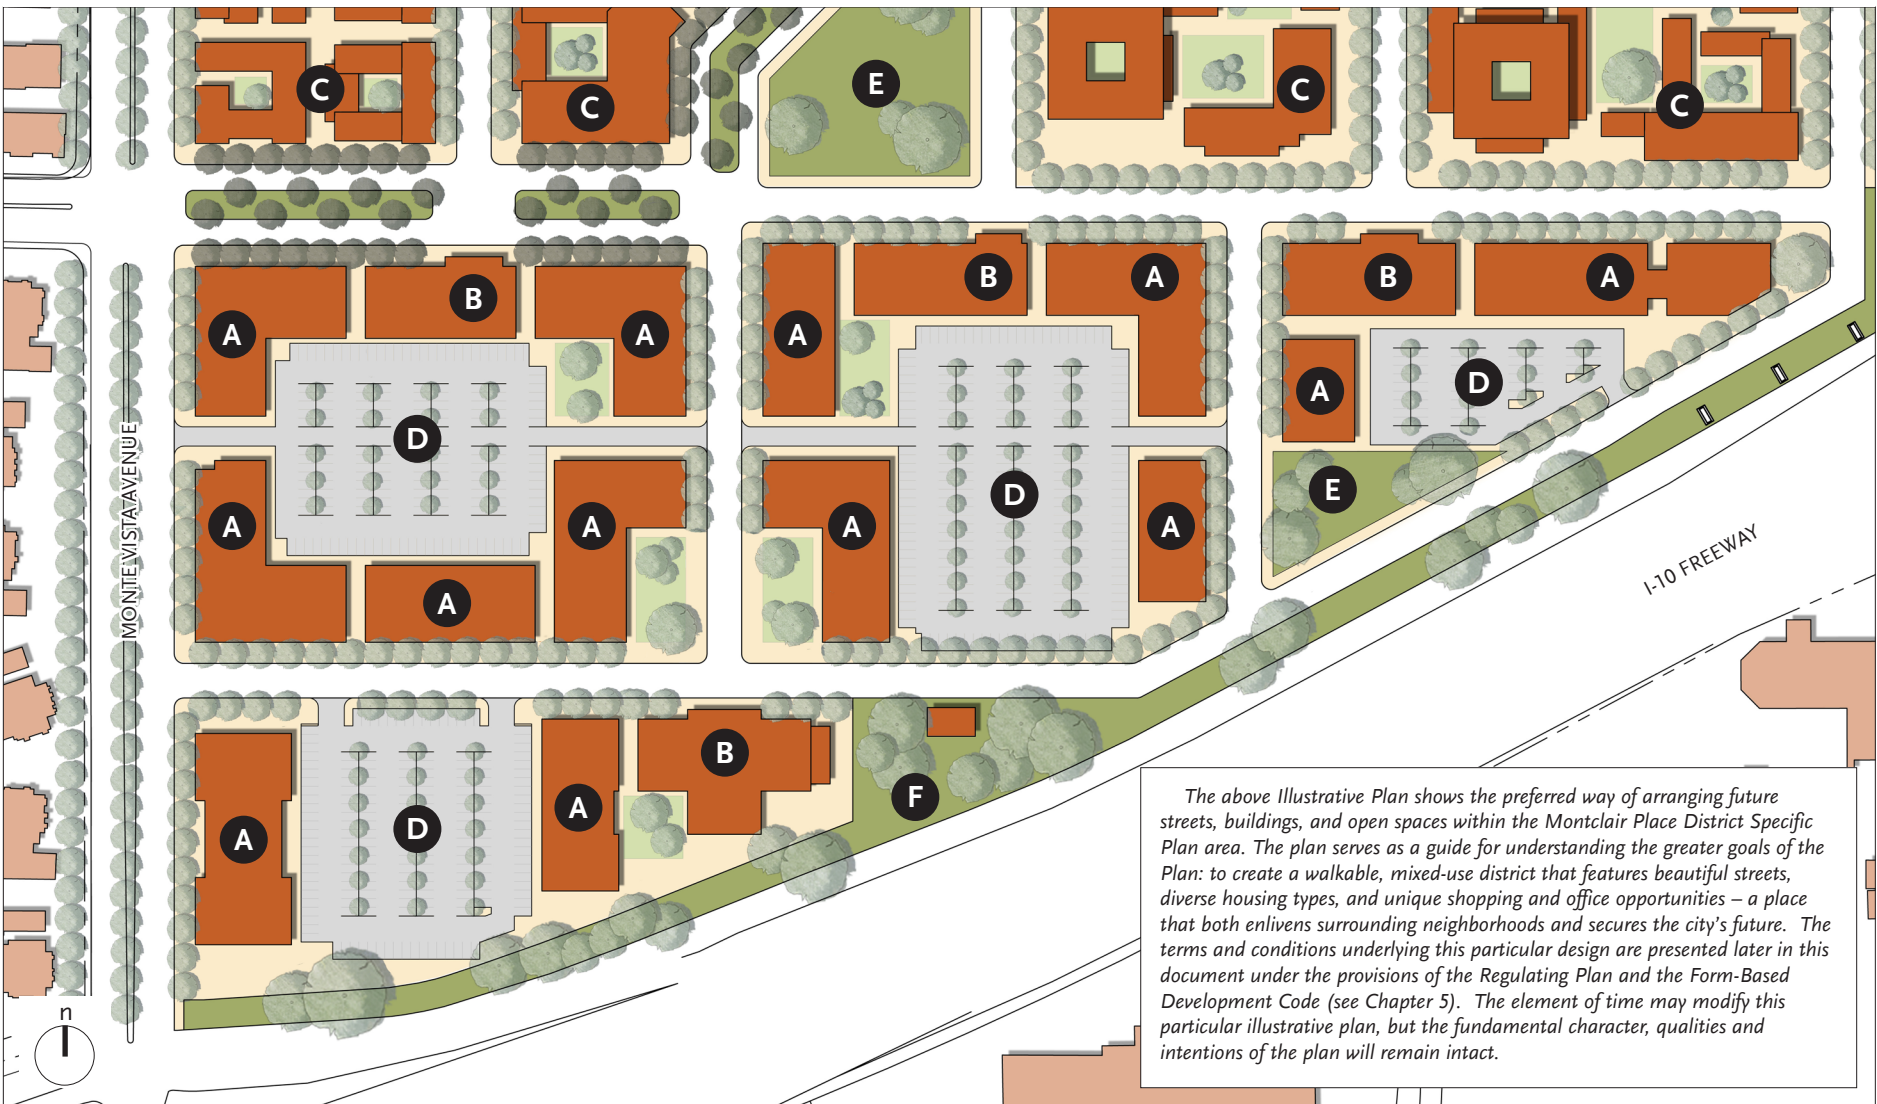 C
C
E
C
C
A
B
A
A
B
A
B
A
D
A
D
A
A
A
D
A
A
E
A
MONTE VISTA AVENUE
I-10 FREEWAY
A
D
A
B
F
n
The above Illustrative Plan shows the preferred way of arranging future
streets, buildings, and open spaces within the Montclair Place District Specific
Plan area. The plan serves as a guide for understanding the greater goals of the
Plan: to create a walkable, mixed-use district that features beautiful streets,
diverse housing types, and unique shopping and office opportunities – a place
that both enlivens surrounding neighborhoods and secures the city's future. The
terms and conditions underlying this particular design are presented later in this
document under the provisions of the Regulating Plan and the Form-Based
Development Code (see Chapter 5). The element of time may modify this
particular illustrative plan, but the fundamental character, qualities and
intentions of the plan will remain intact.